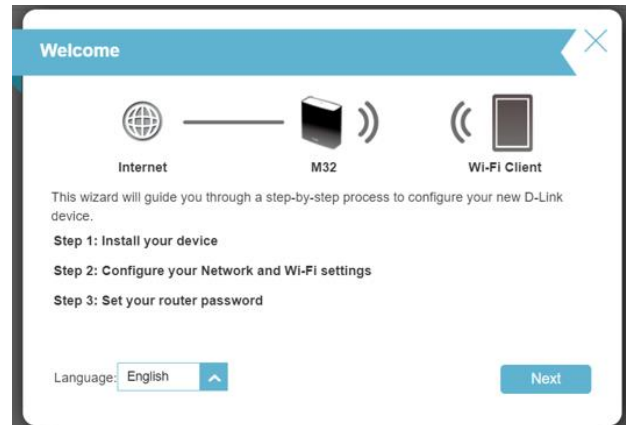 Welcome
Internet
M32
Wi-Fi Client
This wizard will guide you through a step-by-step process to configure your new D-Link
device.
Step 1: Install your device
Step 2: Configure your Network and Wi-Fi settings
Step 3: Set your router password
Language: English
Next